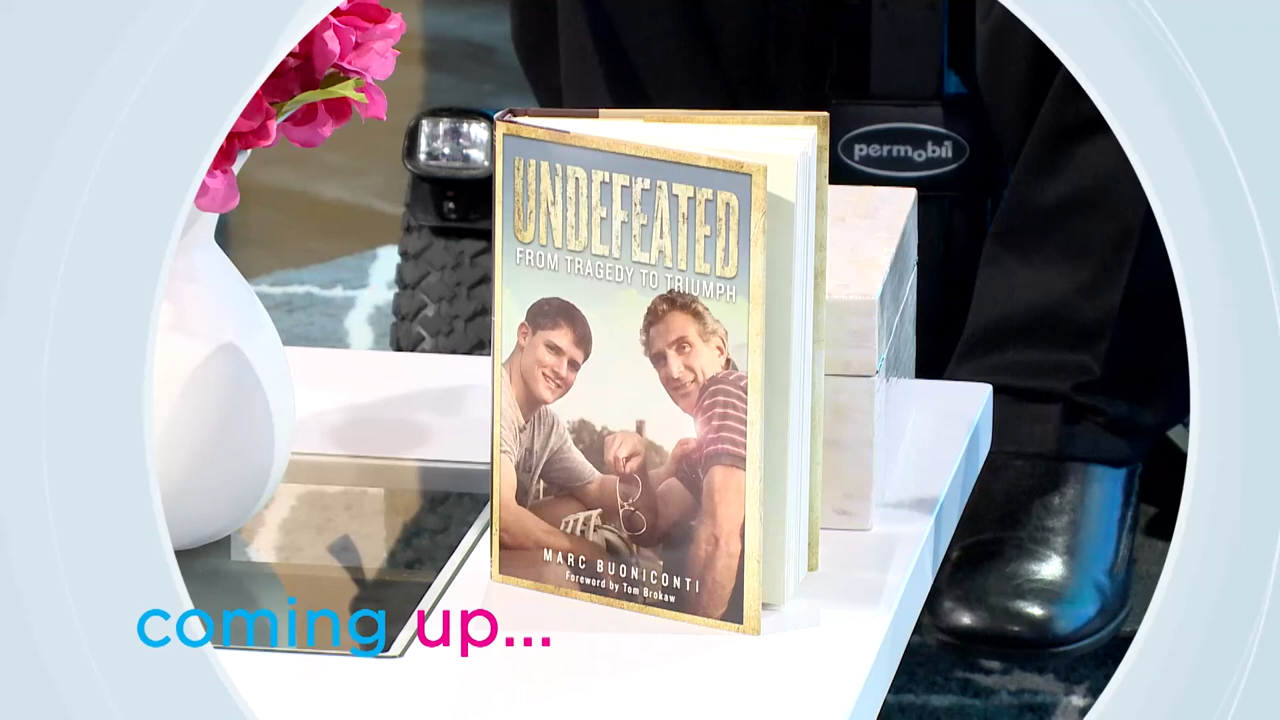 permobil
UNDEFEATED
FROM TRAGEDY TO TRIUMPH
MARC BUONICONTI
Foreword by Tom Brokaw
coming up...